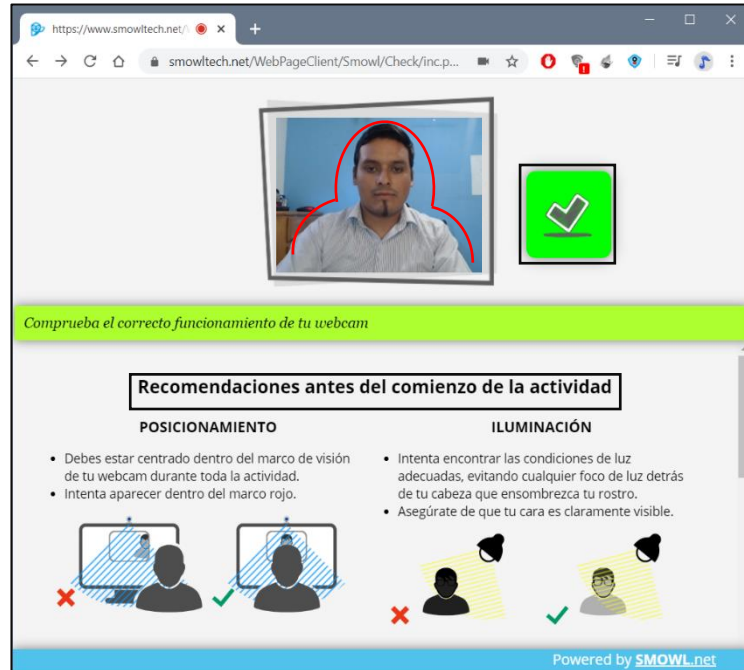 https://www.smowltech.net/
smowltech.net/WebPageClient/Smowl/Check/inc.p...
Comprueba el correcto funcionamiento de tu webcam
Recomendaciones antes del comienzo de la actividad
POSICIONAMIENTO
• Debes estar centrado dentro del marco de visión
de tu webcam durante toda la actividad.
• Intenta aparecer dentro del marco rojo.
ILUMINACIÓN
• Intenta encontrar las condiciones de luz
adecuadas, evitando cualquier foco de luz detrás
de tu cabeza que ensombrezca tu rostro.
• Asegúrate de que tu cara es claramente visible.
Powered by SMOWL.net